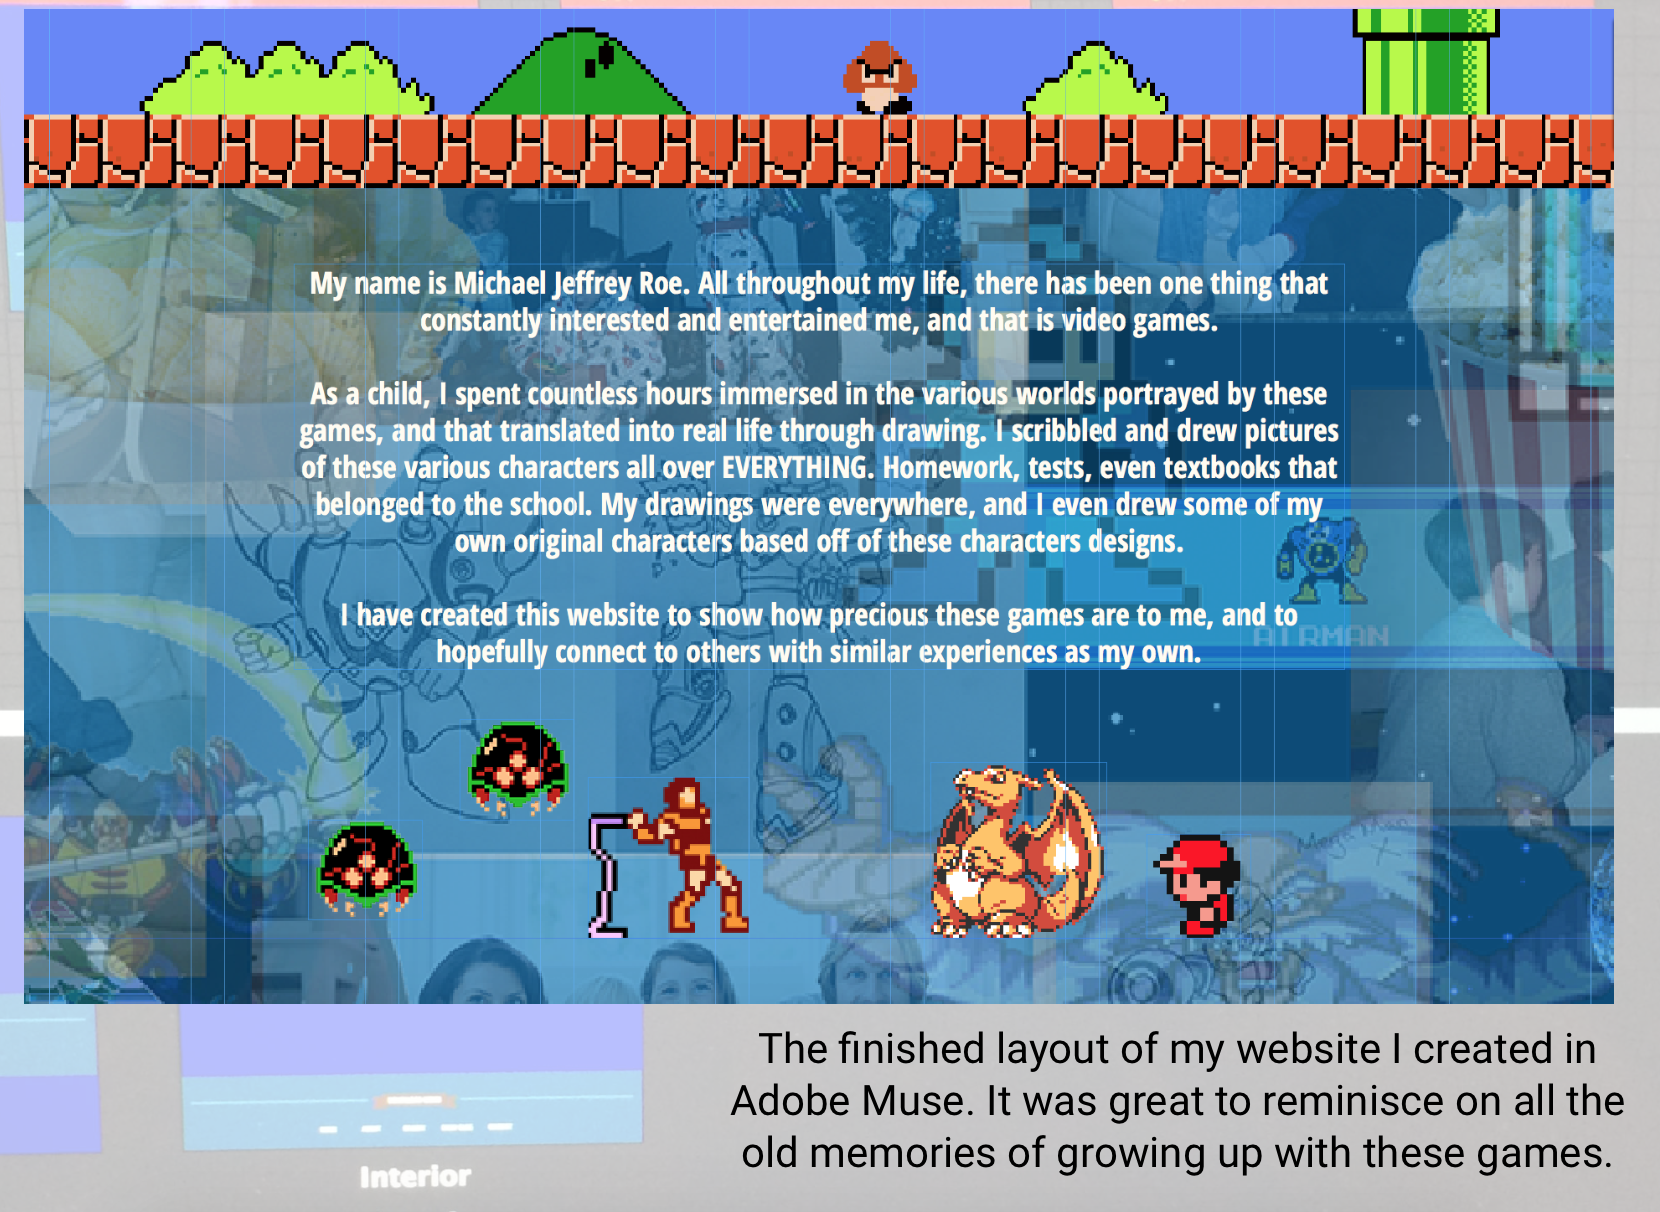 My name is Michael Jeffrey Roe. All throughout my life, there has been one thing that
constantly interested and entertained me, and that is video games.
As a child, I spent countless hours immersed in the various worlds portrayed by these
games, and that translated into real life through drawing. I scribbled and drew pictures
of these various characters all over EVERYTHING. Homework, tests, even textbooks that
belonged to the school. My drawings were everywhere, and I even drew some of my
own original characters based off of these characters designs.
I have created this website to show how precious these games are to me, and to
hopefully connect to others with similar experiences as my own.
AIRMAN
Mega Man X
The finished layout of my website I created in
Adobe Muse. It was great to reminisce on all the
old memories of growing up with these games.
Interior